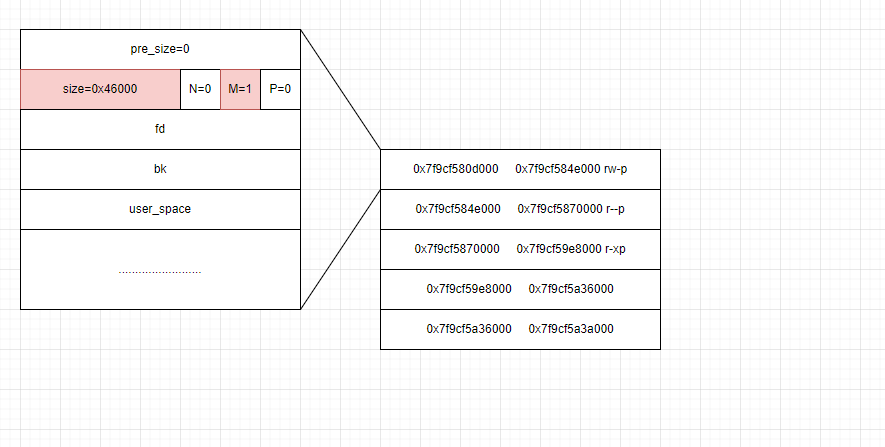 pre_size=0
size=0x46000 N=0 M=1 P=0
fd
bk
user_space
.........................
0x7f9cf580d000 0x7f9cf584e000 rw-p
0x7f9cf584e000 0x7f9cf5870000 r--p
0x7f9cf5870000 0x7f9cf59e8000 r-xp
0x7f9cf59e8000 0x7f9cf5a36000
0x7f9cf5a36000 0x7f9cf5a3a000